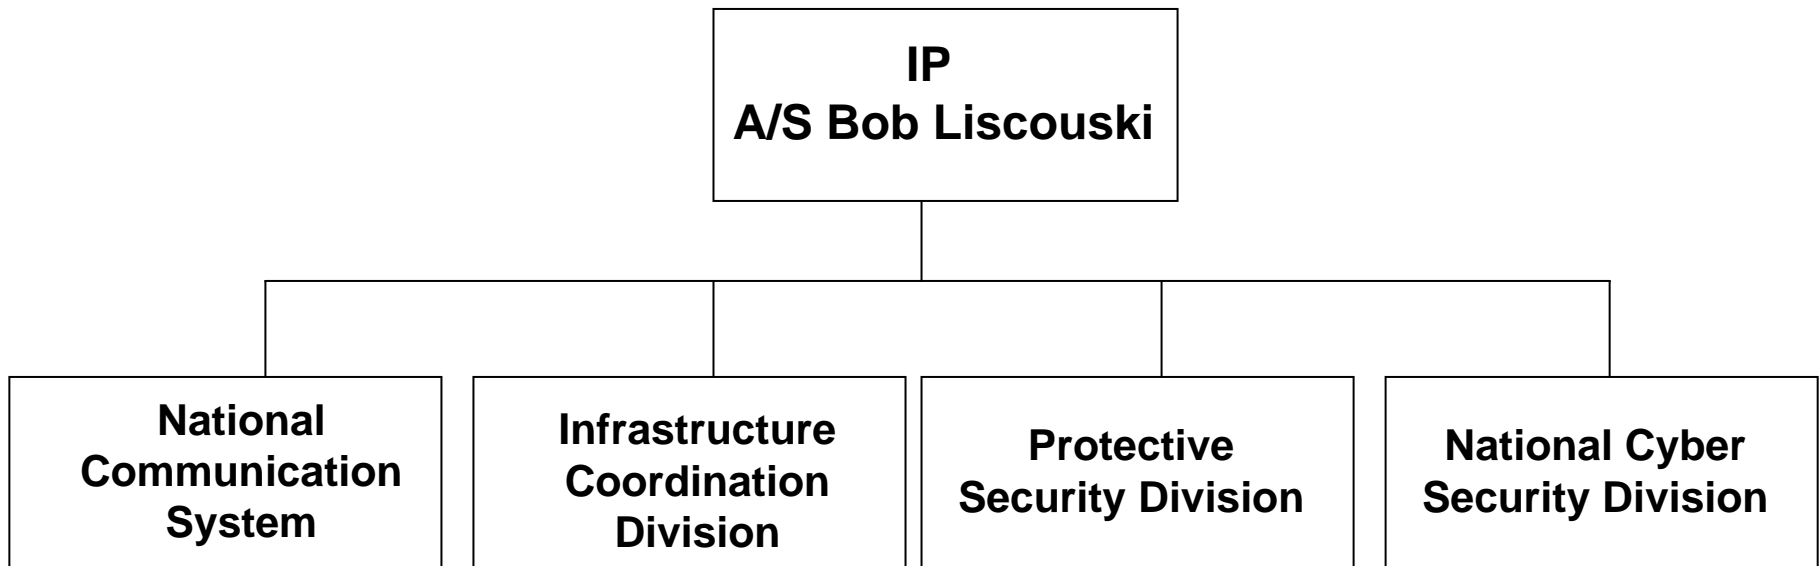 IP
A/S Bob Liscouski
National
Communication
System
Infrastructure
Coordination
Division
Protective
Security Division
National Cyber
Security Division